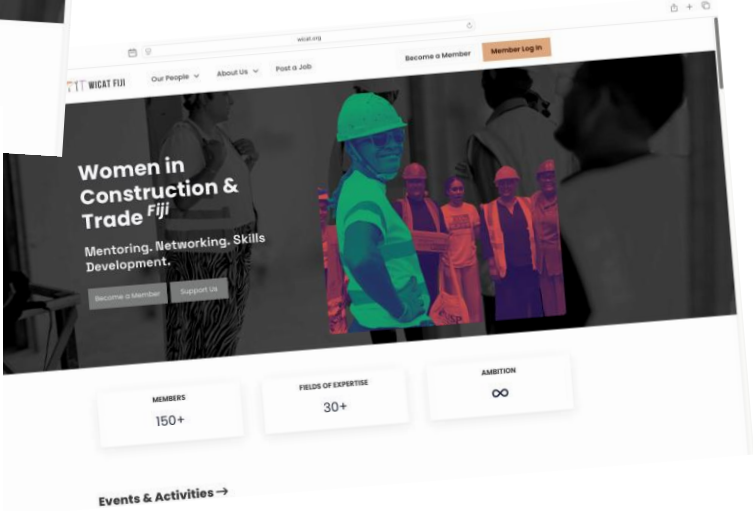 wicat.org
WICAT FIJI
Our People
About Us
Post a Job
Become a Member
Member Log In
Women in
Construction &
Trade Fiji
Mentoring. Networking. Skills
Development.
Become a Member
Support Us
MEMBERS
150+
FIELDS OF EXPERTISE
30+
AMBITION
∞
Events & Activities →